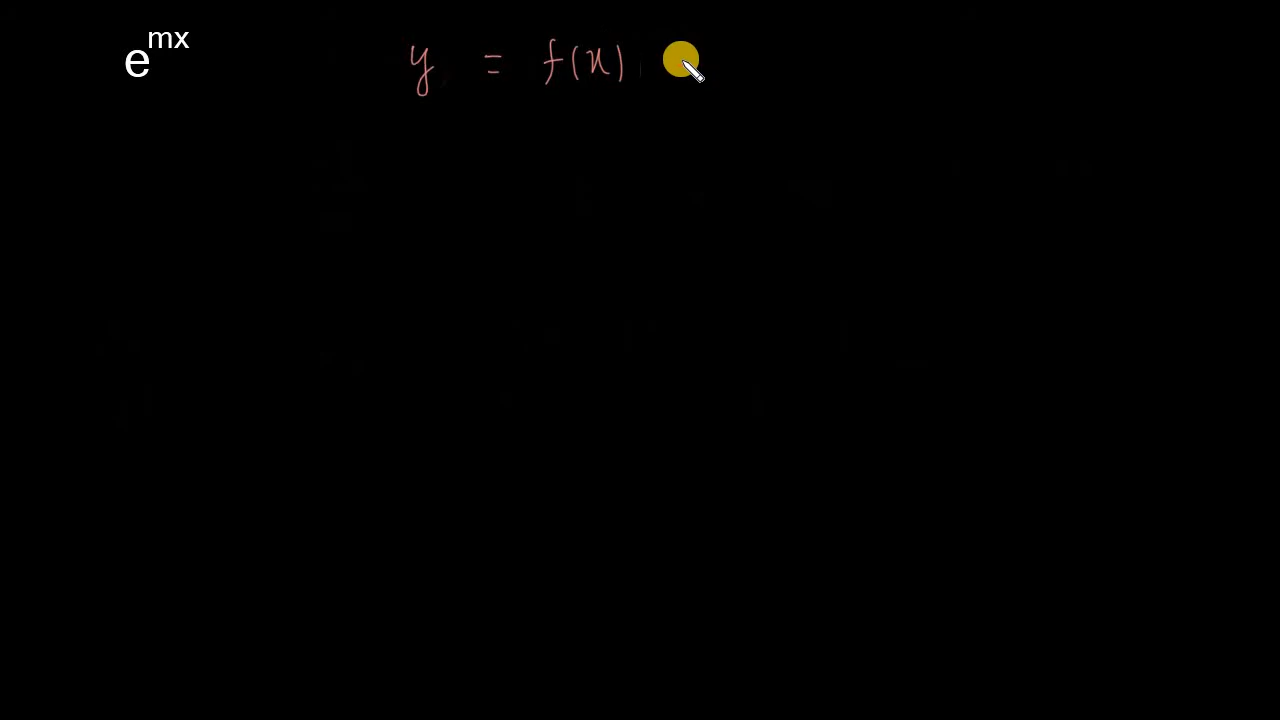 e^mx
y = f(x)